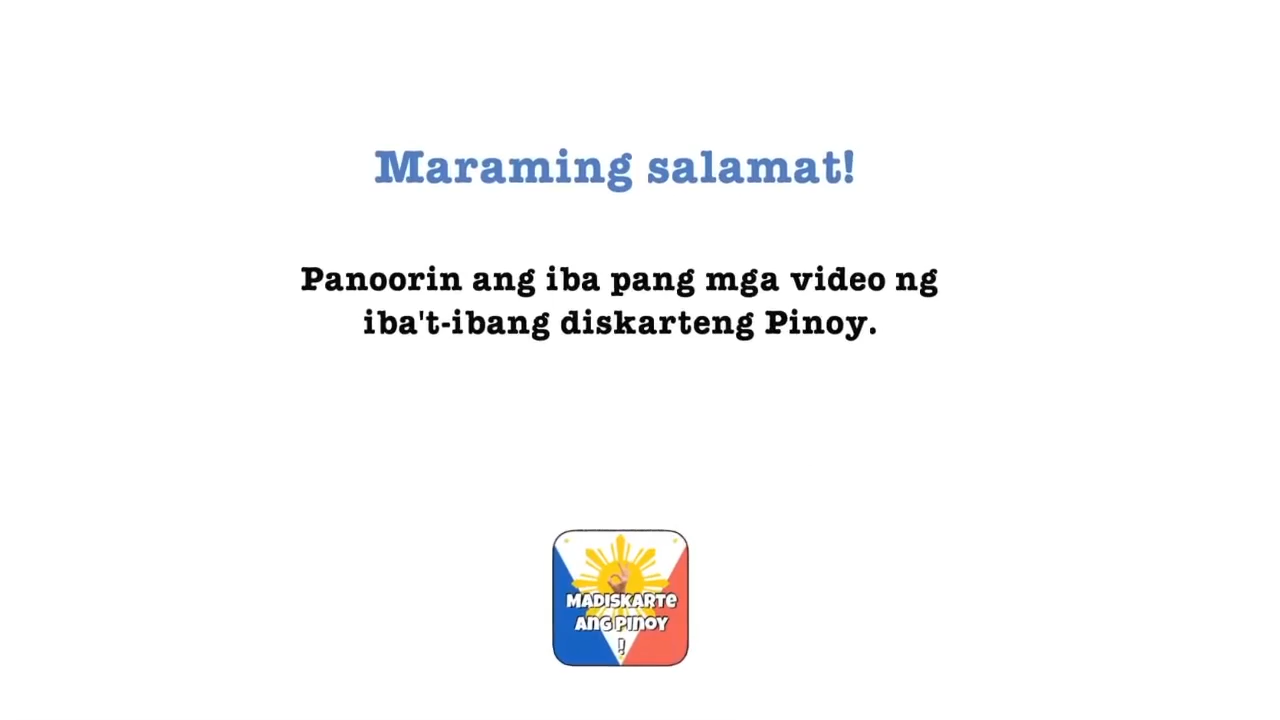 Maraming salamat!
Panoorin ang iba pang mga video ng
iba't-ibang diskarteng Pinoy.
MADISKARTE
ANG PINOY
!